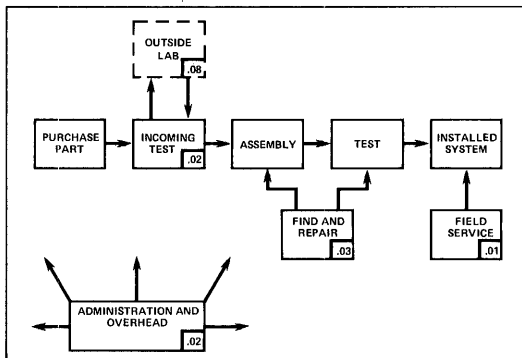 OUTSIDE
LAB
.08
PURCHASE
PART
INCOMING
TEST
.02
ASSEMBLY
TEST
INSTALLED
SYSTEM
FIND AND
REPAIR
.03
FIELD
SERVICE
.01
ADMINISTRATION AND
OVERHEAD
.02